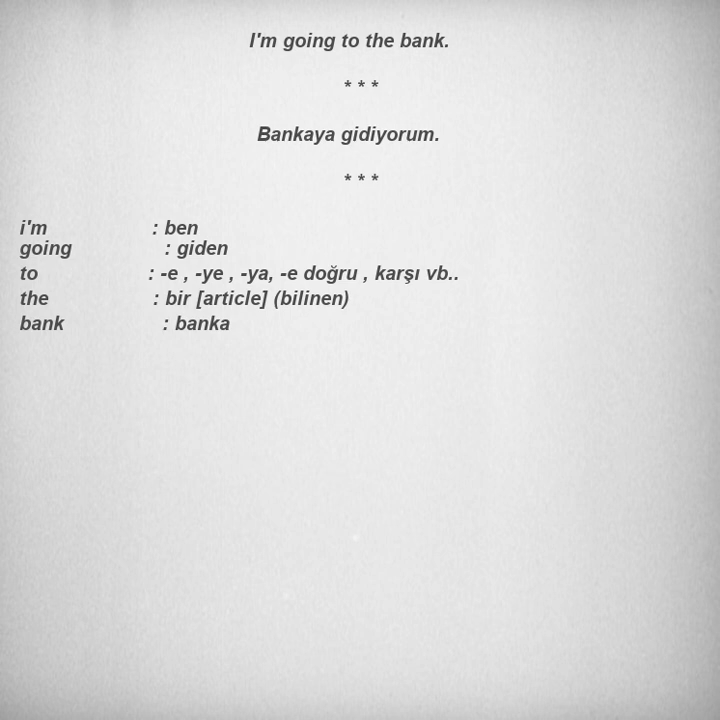 I'm going to the bank.
* * *
Bankaya gidiyorum.
* * *
i'm : ben
going : giden
to : -e , -ye , -ya, -e doğru , karşı vb..
the : bir [article] (bilinen)
bank : banka